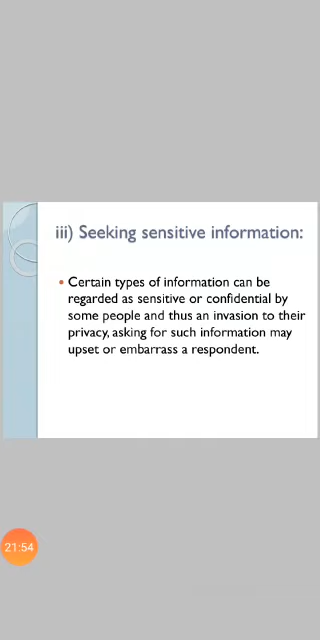 iii) Seeking sensitive information:
• Certain types of information can be
regarded as sensitive or confidential by
some people and thus an invasion to their
privacy, asking for such information may
upset or embarrass a respondent.
21:54